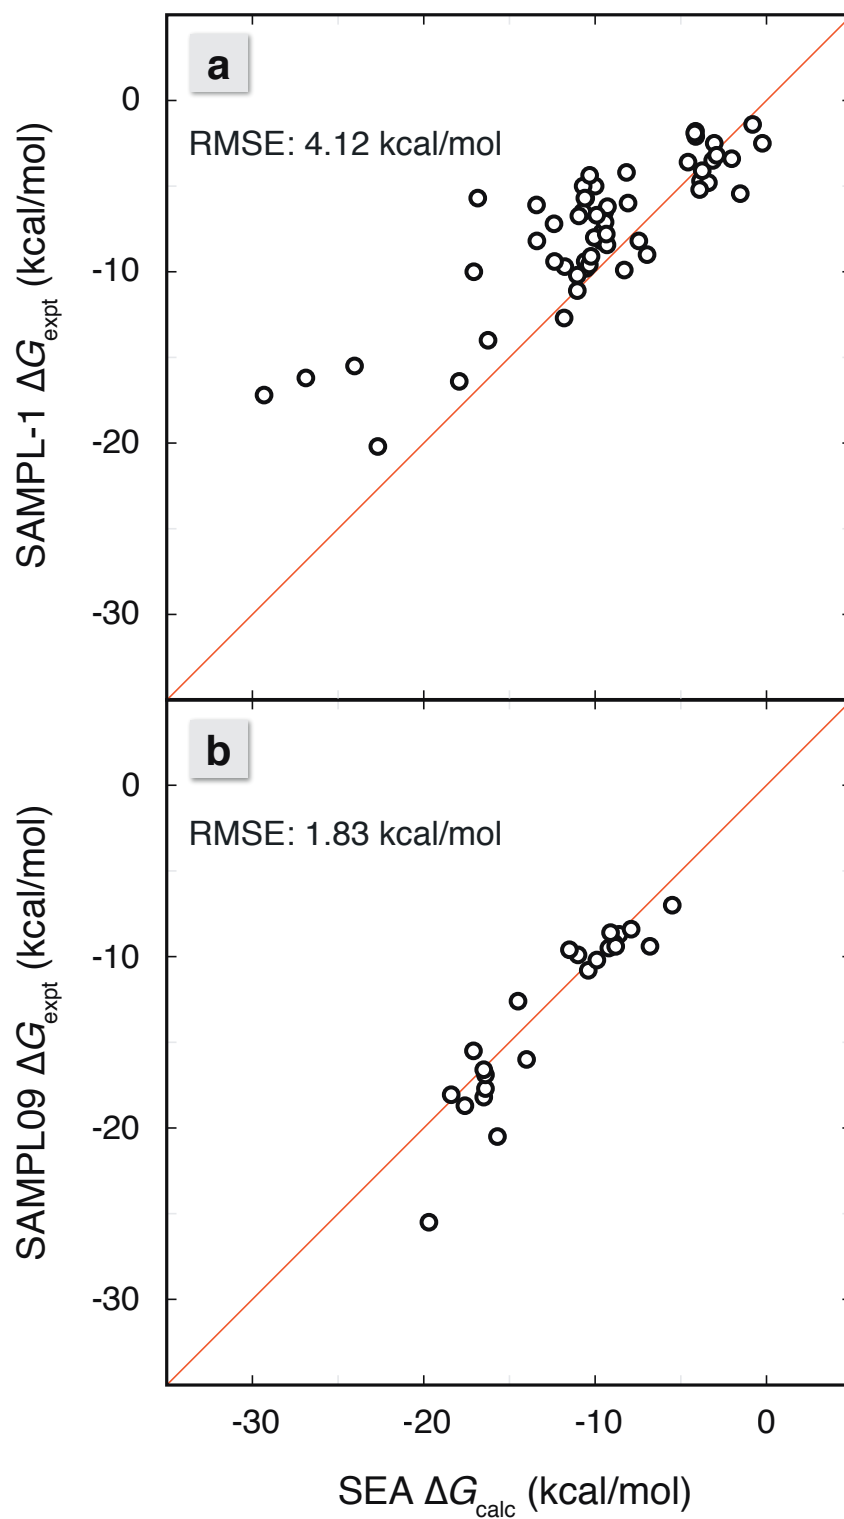 a
RMSE: 4.12 kcal/mol
SAMPL-1 ΔGexpt (kcal/mol)
0
-10
-20
-30
b
RMSE: 1.83 kcal/mol
SAMPL09 ΔGexpt (kcal/mol)
0
-10
-20
-30
-30 -20 -10 0
SEA ΔGcalc (kcal/mol)